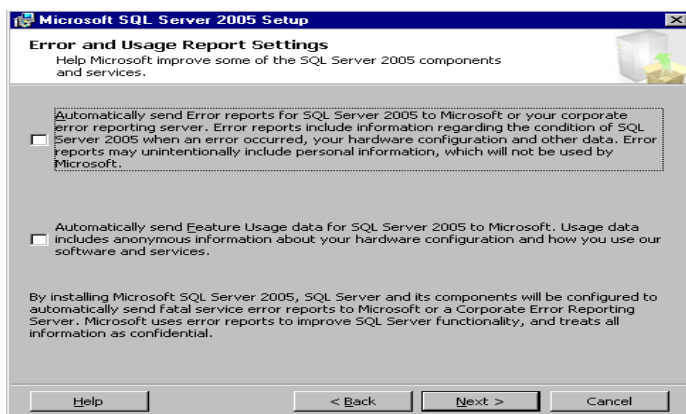 Microsoft SQL Server 2005 Setup
Error and Usage Report Settings
Help Microsoft improve some of the SQL Server 2005 components
and services.
Automatically send Error reports for SQL Server 2005 to Microsoft or your corporate
error reporting server. Error reports include information regarding the condition of SQL
Server 2005 when an error occurred, your hardware configuration and other data. Error
reports may unintentionally include personal information, which will not be used by
Microsoft.
Automatically send Feature Usage data for SQL Server 2005 to Microsoft. Usage data
includes anonymous information about your hardware configuration and how you use our
software and services.
By installing Microsoft SQL Server 2005, SQL Server and its components will be configured to
automatically send fatal service error reports to Microsoft or a Corporate Error Reporting
Server. Microsoft uses error reports to improve SQL Server functionality, and treats all
information as confidential.
Help < Back Next > Cancel